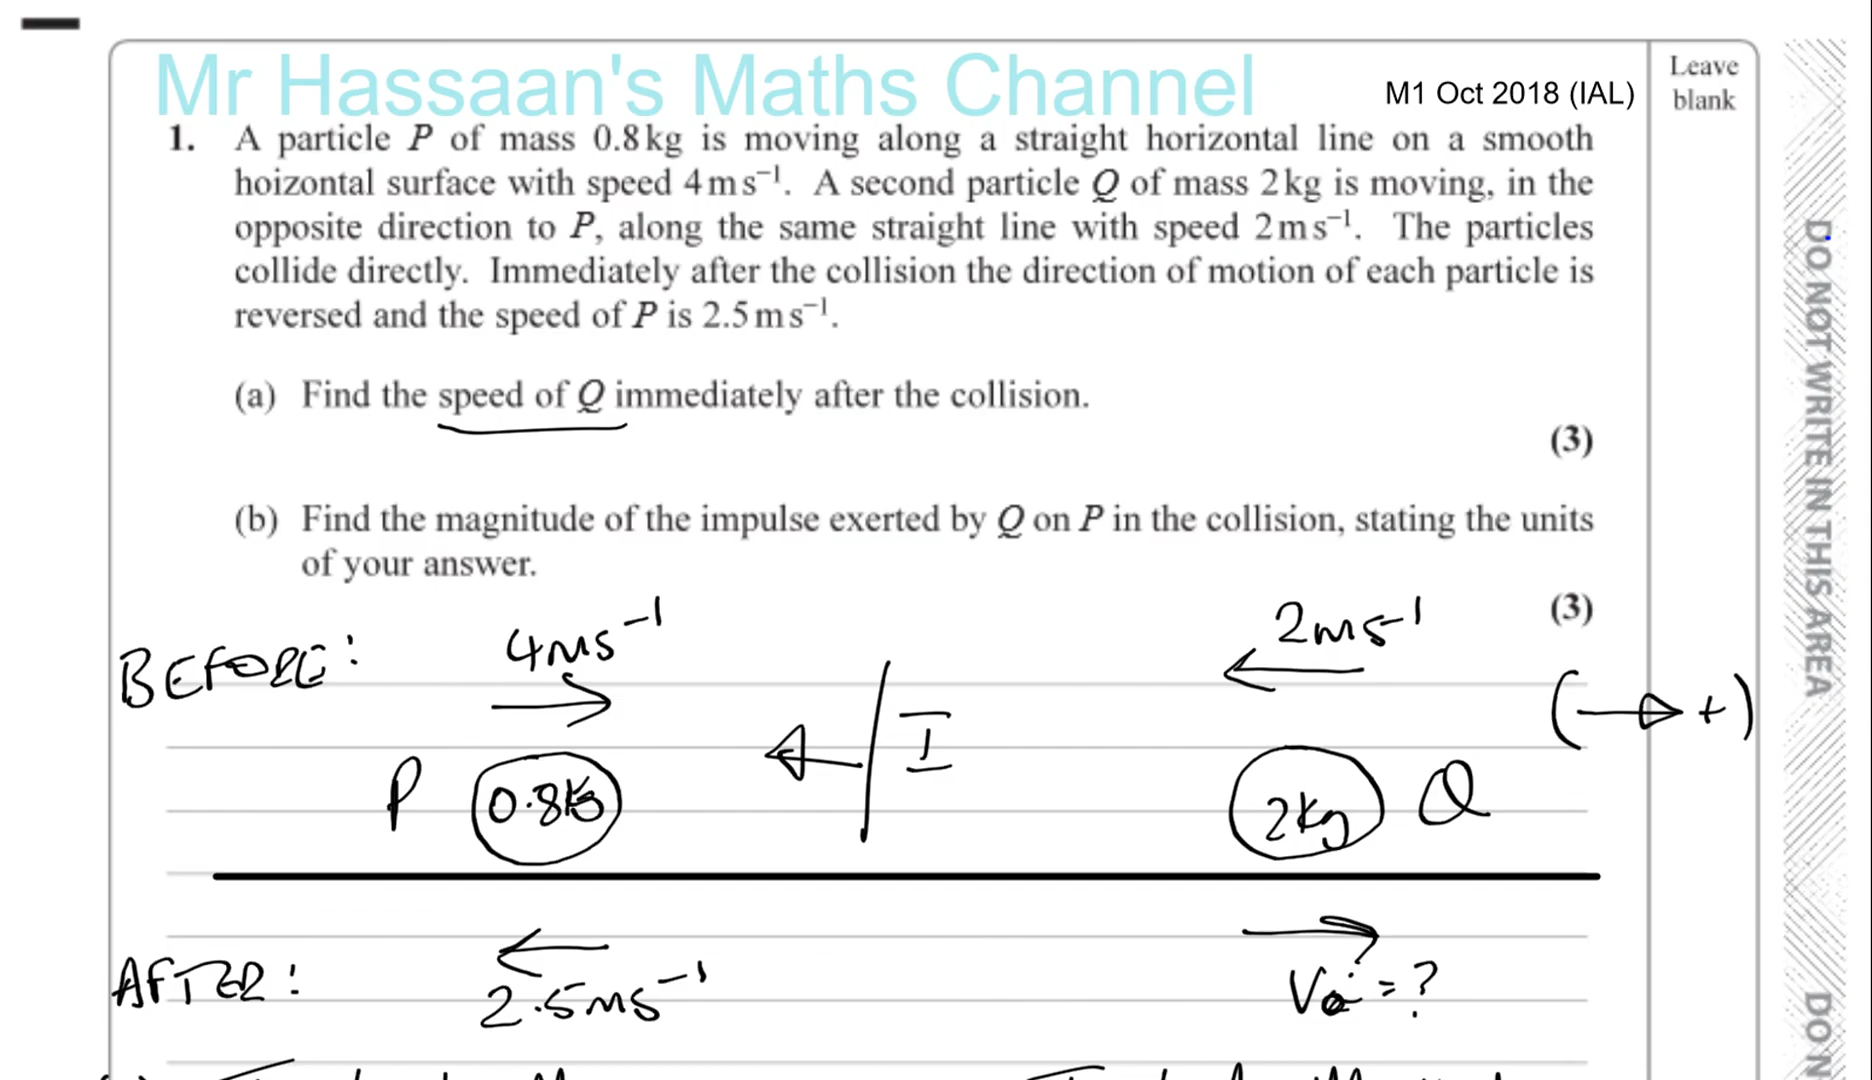 Mr Hassaan's Maths Channel
M1 Oct 2018 (IAL)
Leave
blank
1. A particle P of mass 0.8 kg is moving along a straight horizontal line on a smooth
hoizontal surface with speed 4 m s⁻¹. A second particle Q of mass 2 kg is moving, in the
opposite direction to P, along the same straight line with speed 2 m s⁻¹. The particles
collide directly. Immediately after the collision the direction of motion of each particle is
reversed and the speed of P is 2.5 m s⁻¹.
(a) Find the speed of Q immediately after the collision.
(3)
(b) Find the magnitude of the impulse exerted by Q on P in the collision, stating the units
of your answer.
(3)
BEFORE:
4ms⁻¹
2ms⁻¹
(→+)
I
P
0.8kg
2kg
Q
AFTER:
2.5ms⁻¹
VQ = ?
DO NOT WRITE IN THIS AREA
DO N